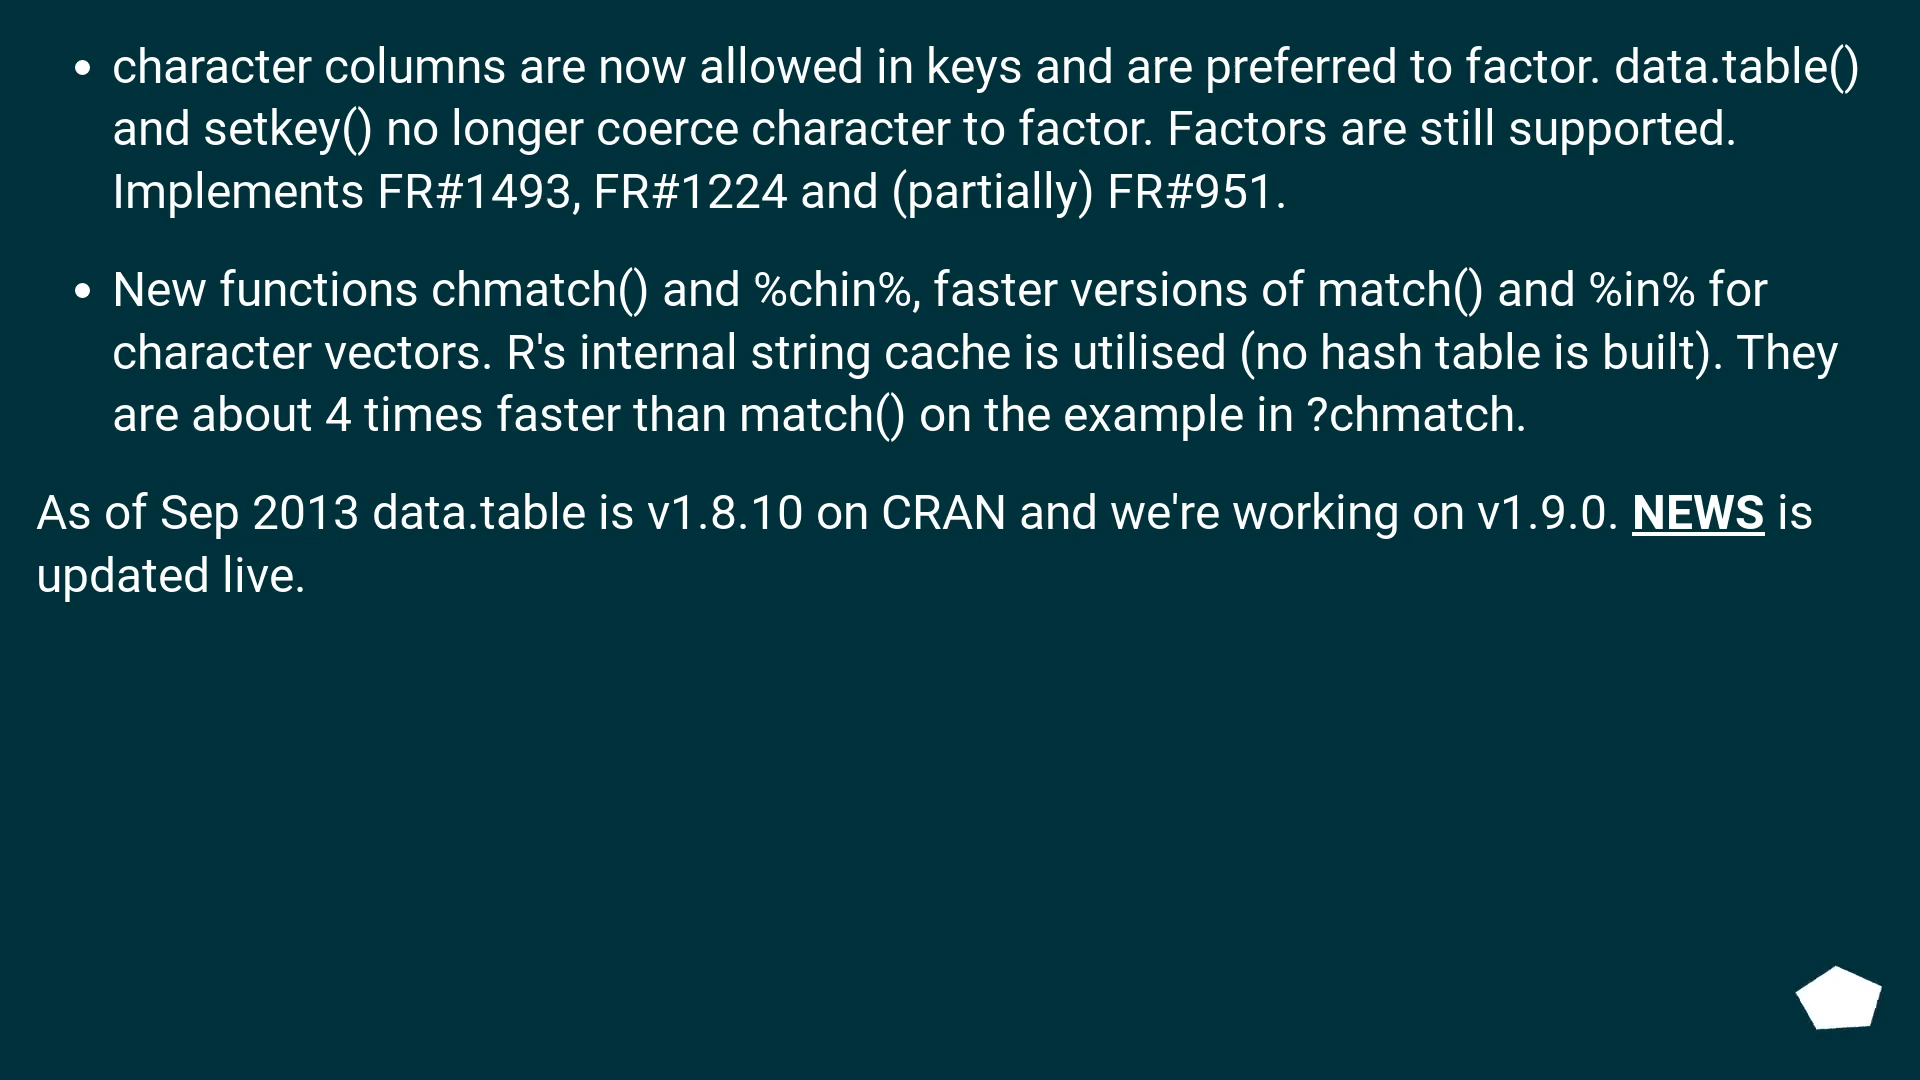 • character columns are now allowed in keys and are preferred to factor. data.table()
and setkey() no longer coerce character to factor. Factors are still supported.
Implements FR#1493, FR#1224 and (partially) FR#951.
• New functions chmatch() and %chin%, faster versions of match() and %in% for
character vectors. R's internal string cache is utilised (no hash table is built). They
are about 4 times faster than match() on the example in ?chmatch.
As of Sep 2013 data.table is v1.8.10 on CRAN and we're working on v1.9.0. NEWS is
updated live.